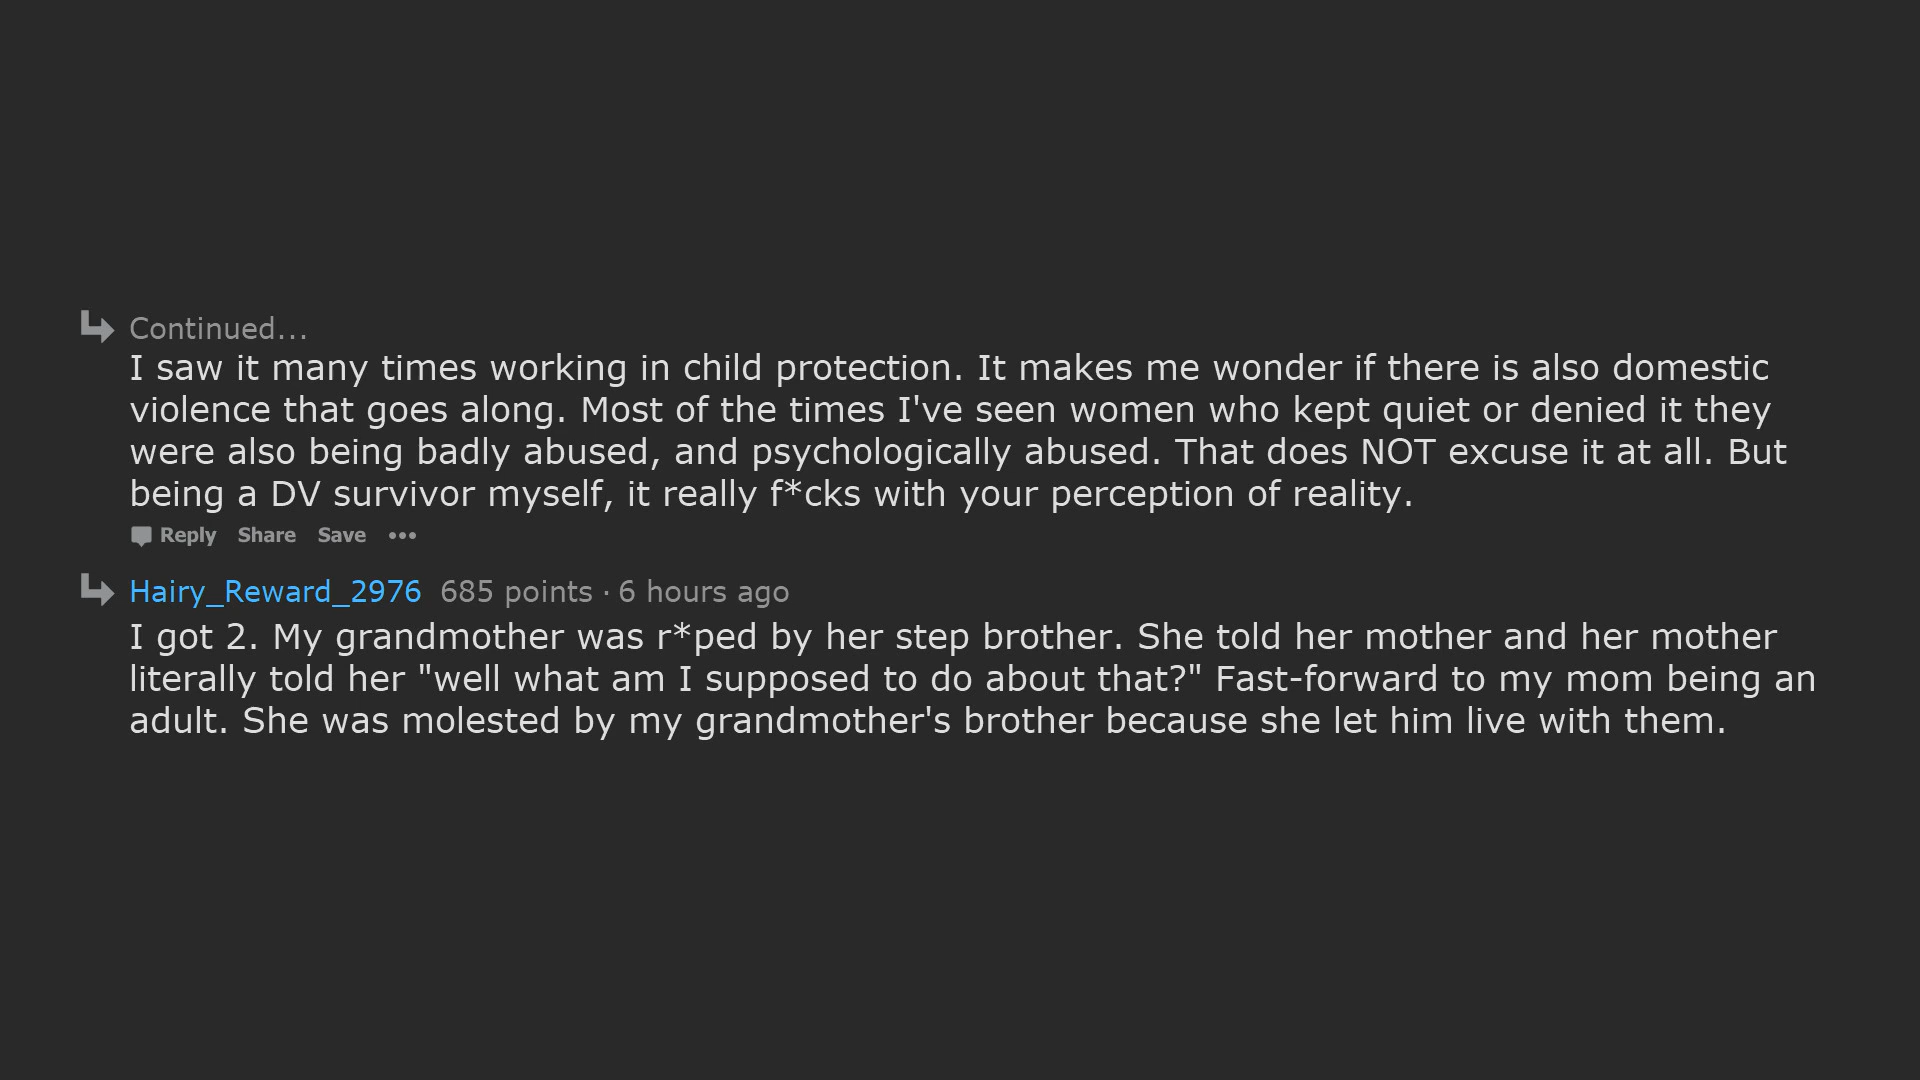 Continued...
I saw it many times working in child protection. It makes me wonder if there is also domestic
violence that goes along. Most of the times I've seen women who kept quiet or denied it they
were also being badly abused, and psychologically abused. That does NOT excuse it at all. But
being a DV survivor myself, it really f*cks with your perception of reality.
Reply Share Save •••
Hairy_Reward_2976 685 points · 6 hours ago
I got 2. My grandmother was r*ped by her step brother. She told her mother and her mother
literally told her "well what am I supposed to do about that?" Fast-forward to my mom being an
adult. She was molested by my grandmother's brother because she let him live with them.